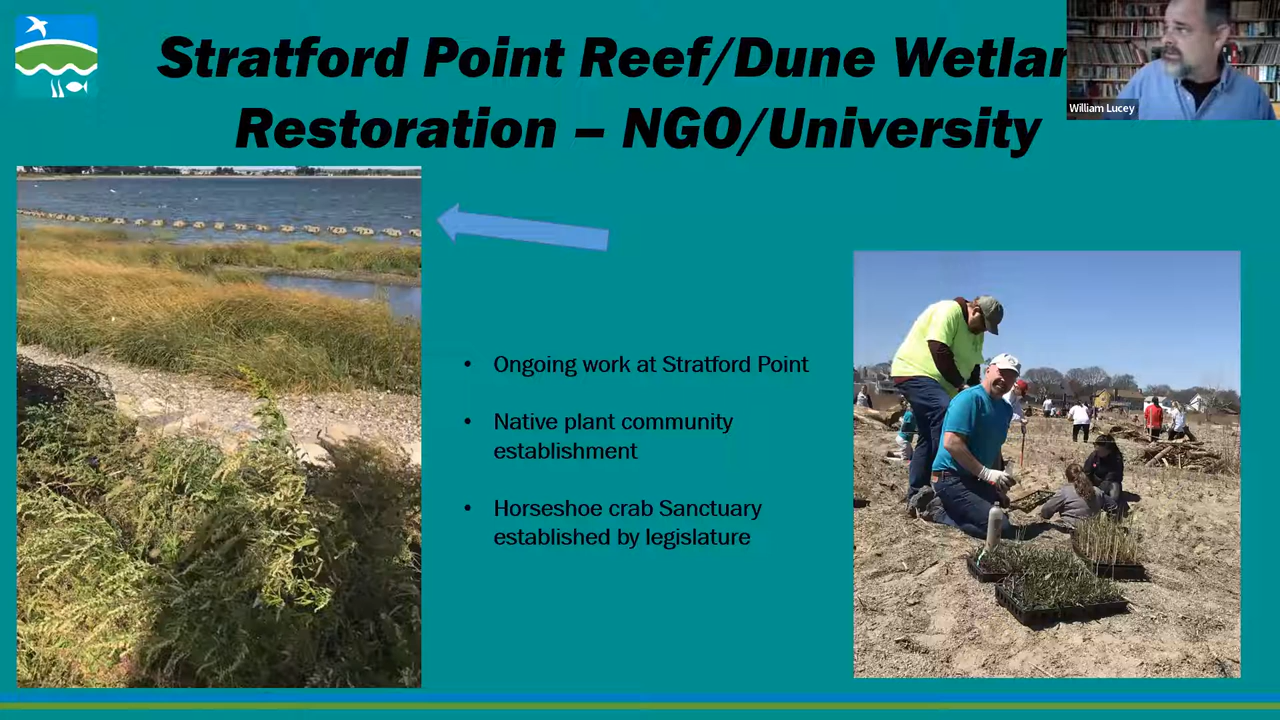 Stratford Point Reef/Dune
Restoration – NGO/University
William Lucey
• Ongoing work at Stratford Point
• Native plant community
establishment
• Horseshoe crab Sanctuary
established by legislature